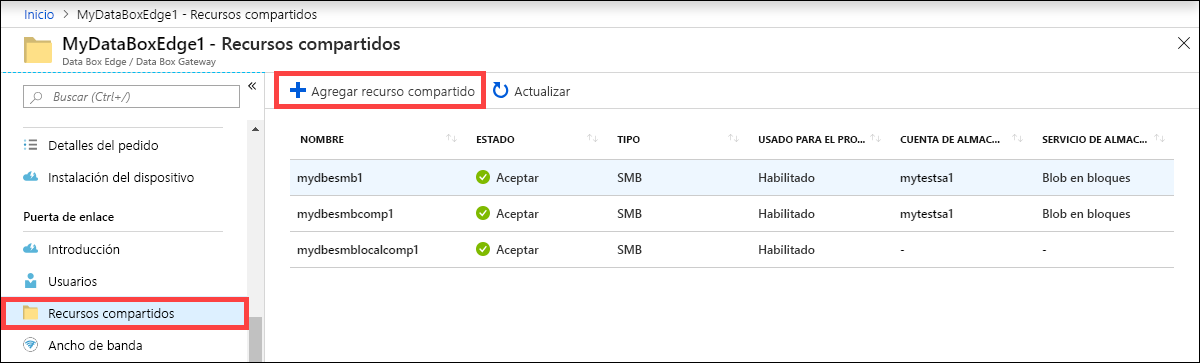 Inicio > MyDataBoxEdge1 - Recursos compartidos
MyDataBoxEdge1 - Recursos compartidos
Data Box Edge / Data Box Gateway
Buscar (Ctrl+/)
Detalles del pedido
Instalación del dispositivo
Puerta de enlace
Introducción
Usuarios
Recursos compartidos
Ancho de banda
Agregar recurso compartido Actualizar
NOMBRE ESTADO TIPO USADO PARA EL PRO... CUENTA DE ALMAC... SERVICIO DE ALMAC...
mydbesmb1 Aceptar SMB Habilitado mytestsa1 Blob en bloques
mydbesmbcomp1 Aceptar SMB Habilitado mytestsa1 Blob en bloques
mydbesmblocalcomp1 Aceptar SMB Habilitado - -